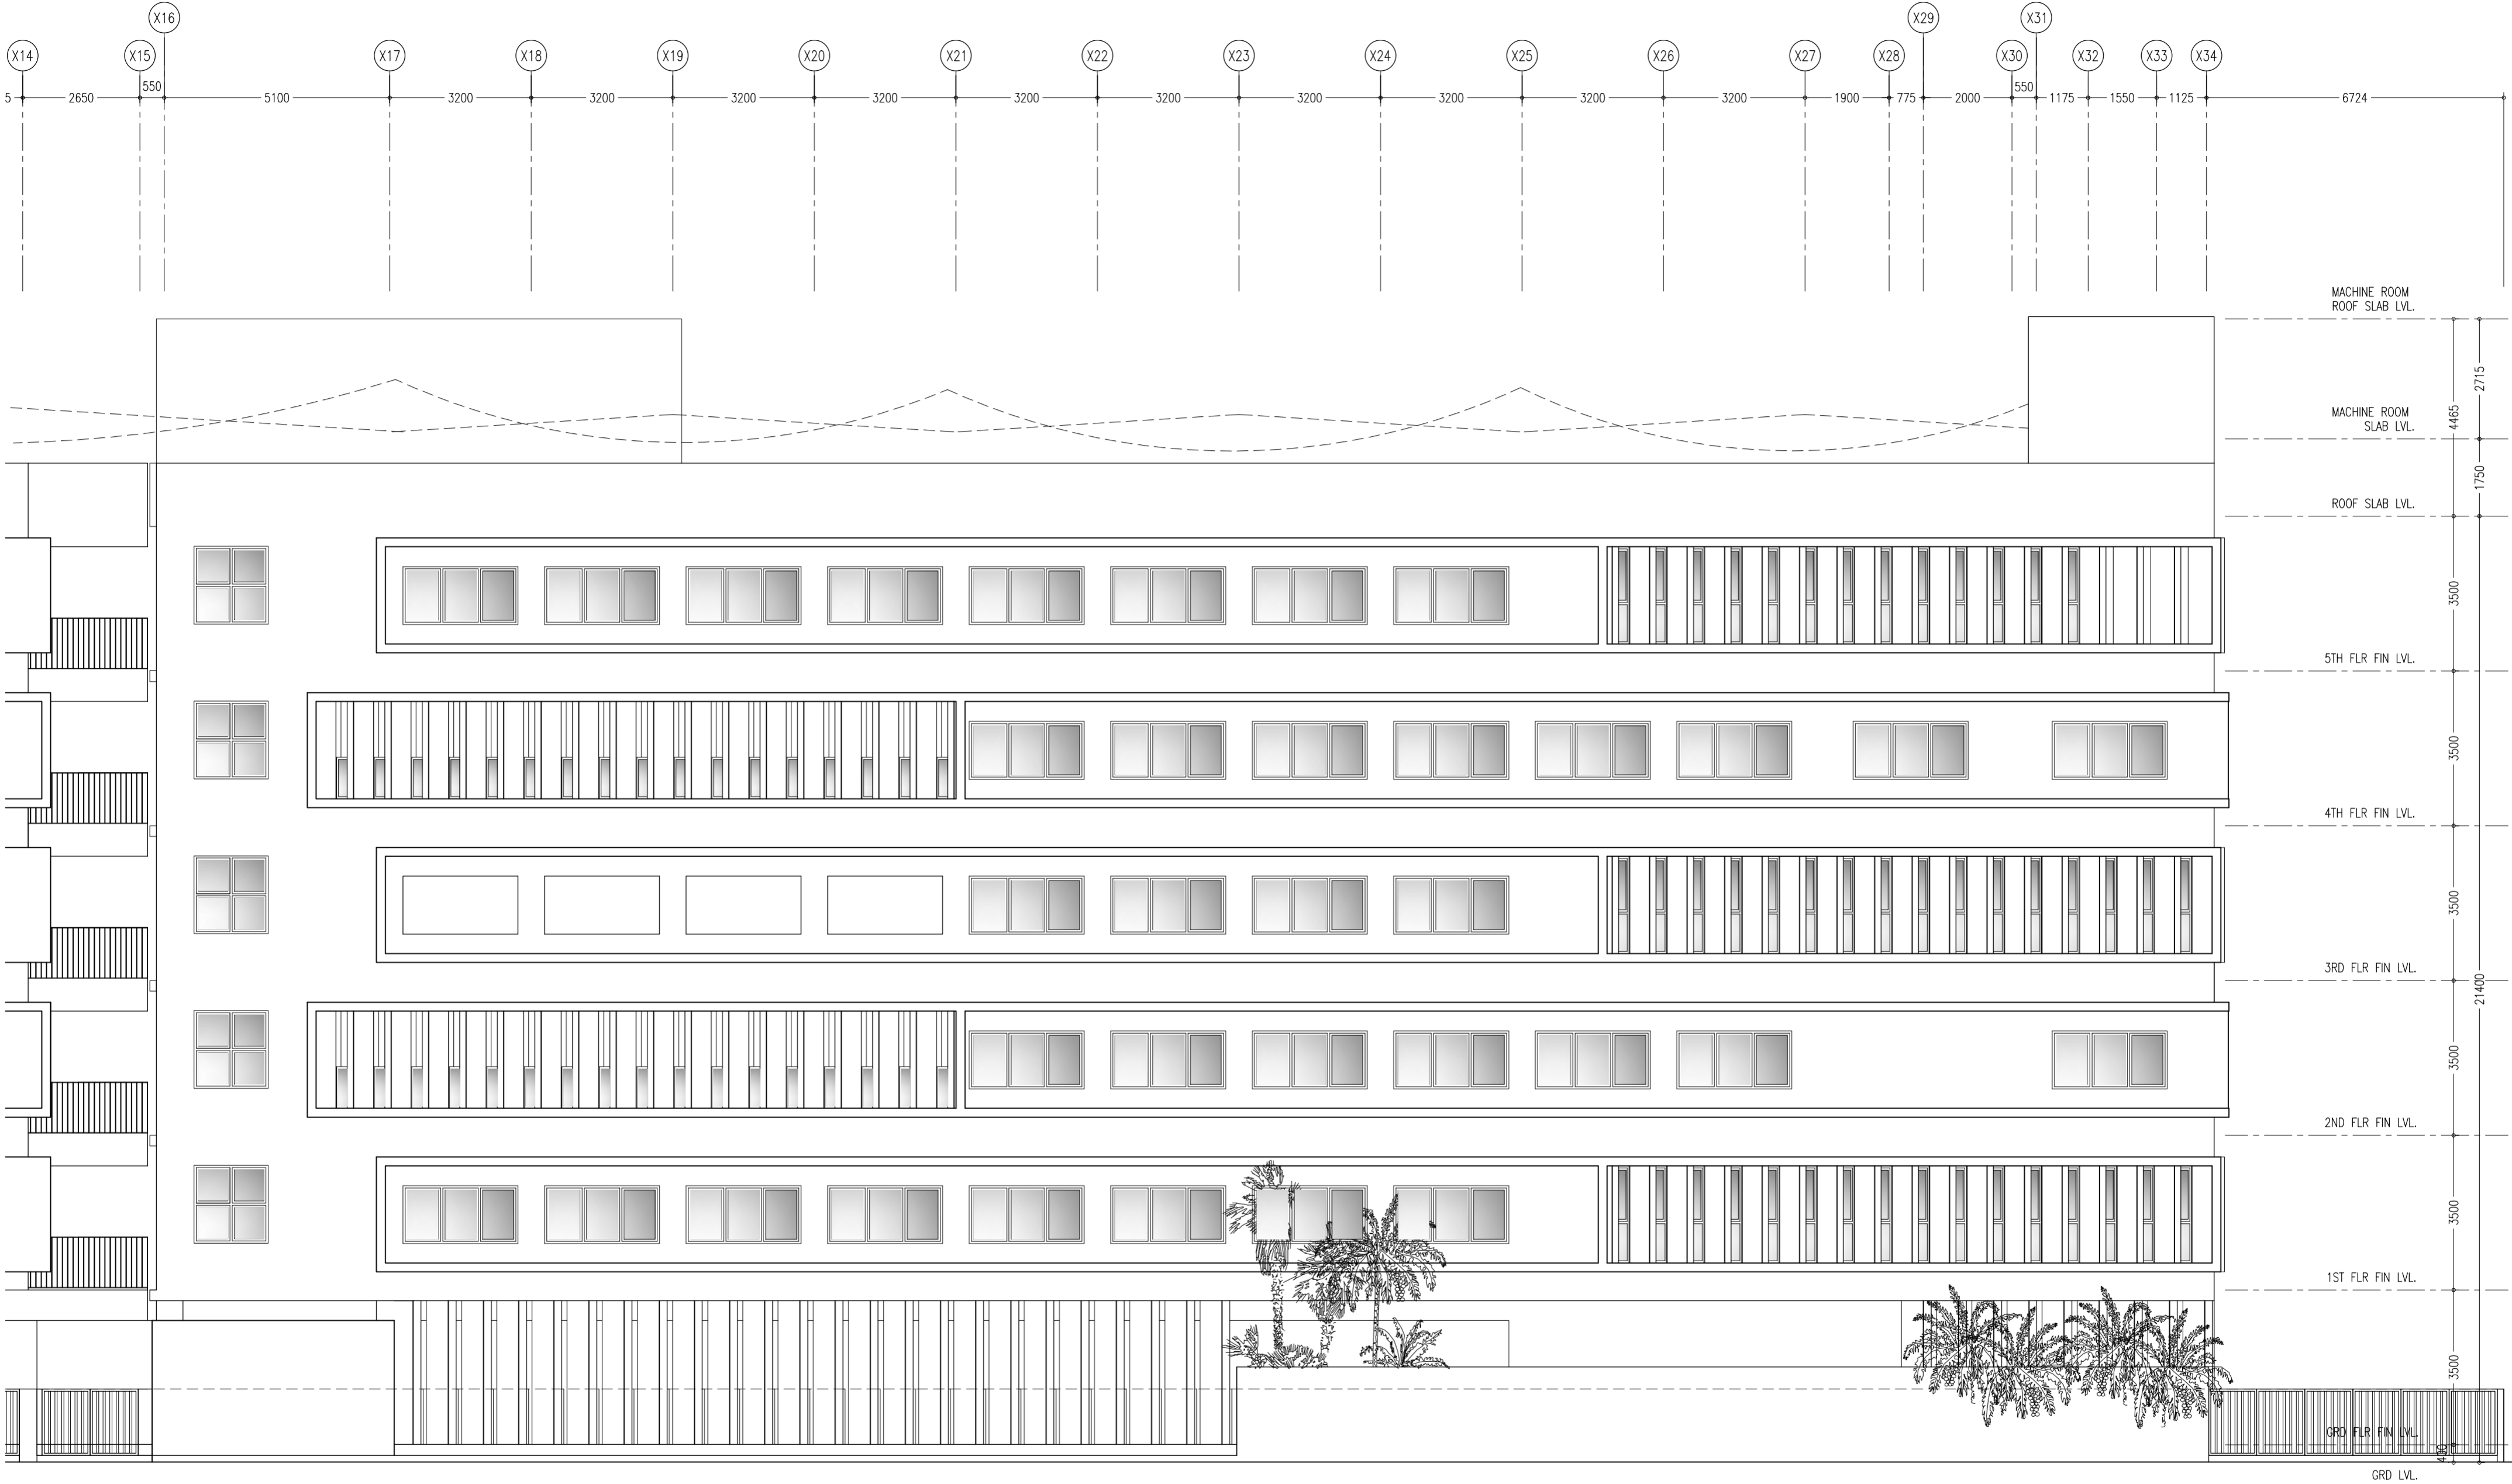 X16
X29
X31
X14
X15
X17
X18
X19
X20
X21
X22
X23
X24
X25
X26
X27
X28
X30
X32
X33
X34
550
550
5
2650
5100
3200
3200
3200
3200
3200
3200
3200
3200
3200
3200
1900
775
2000
1175
1550
1125
6724
MACHINE ROOM
ROOF SLAB LVL.
2715
MACHINE ROOM
SLAB LVL.
4465
1750
ROOF SLAB LVL.
3500
5TH FLR FIN LVL.
3500
4TH FLR FIN LVL.
3500
3RD FLR FIN LVL.
21400
3500
2ND FLR FIN LVL.
3500
1ST FLR FIN LVL.
3500
GRD FLR FIN LVL.
400
GRD LVL.